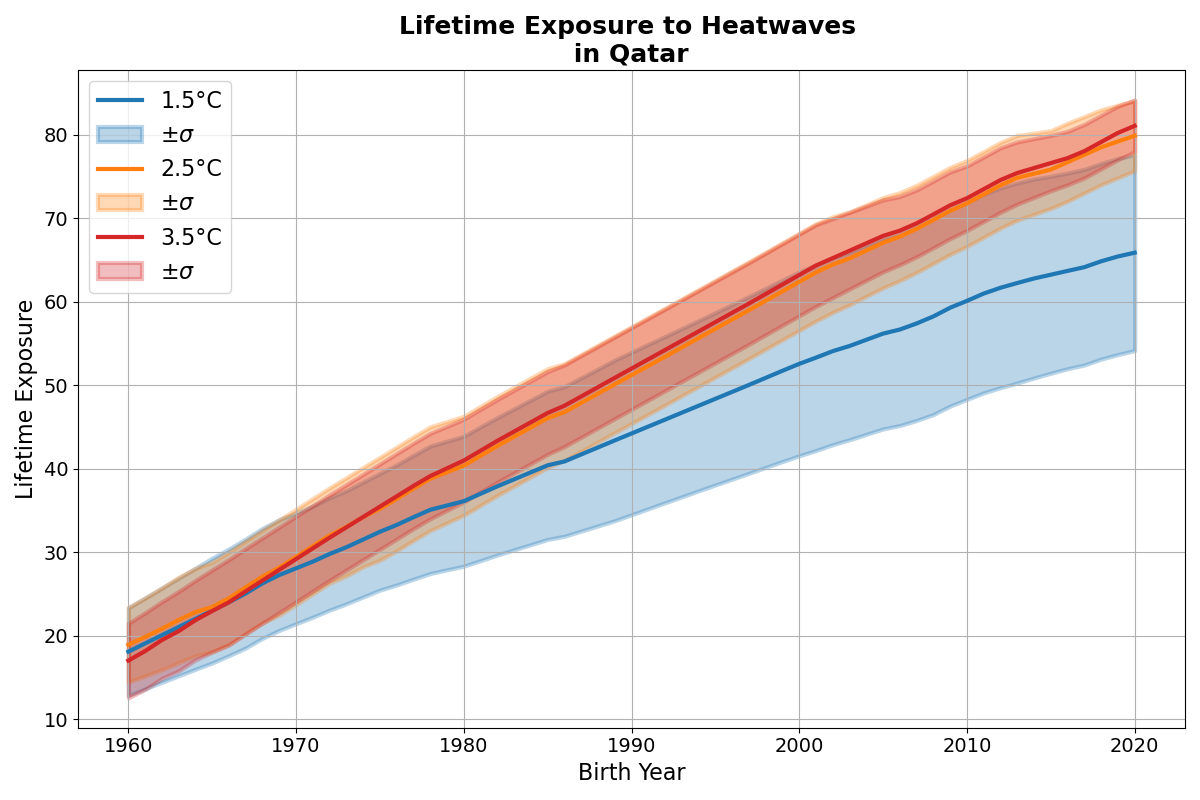 Lifetime Exposure to Heatwaves
in Qatar
1.5°C
±σ
2.5°C
±σ
3.5°C
±σ
Lifetime Exposure
80
70
60
50
40
30
20
10
1960 1970 1980 1990 2000 2010 2020
Birth Year